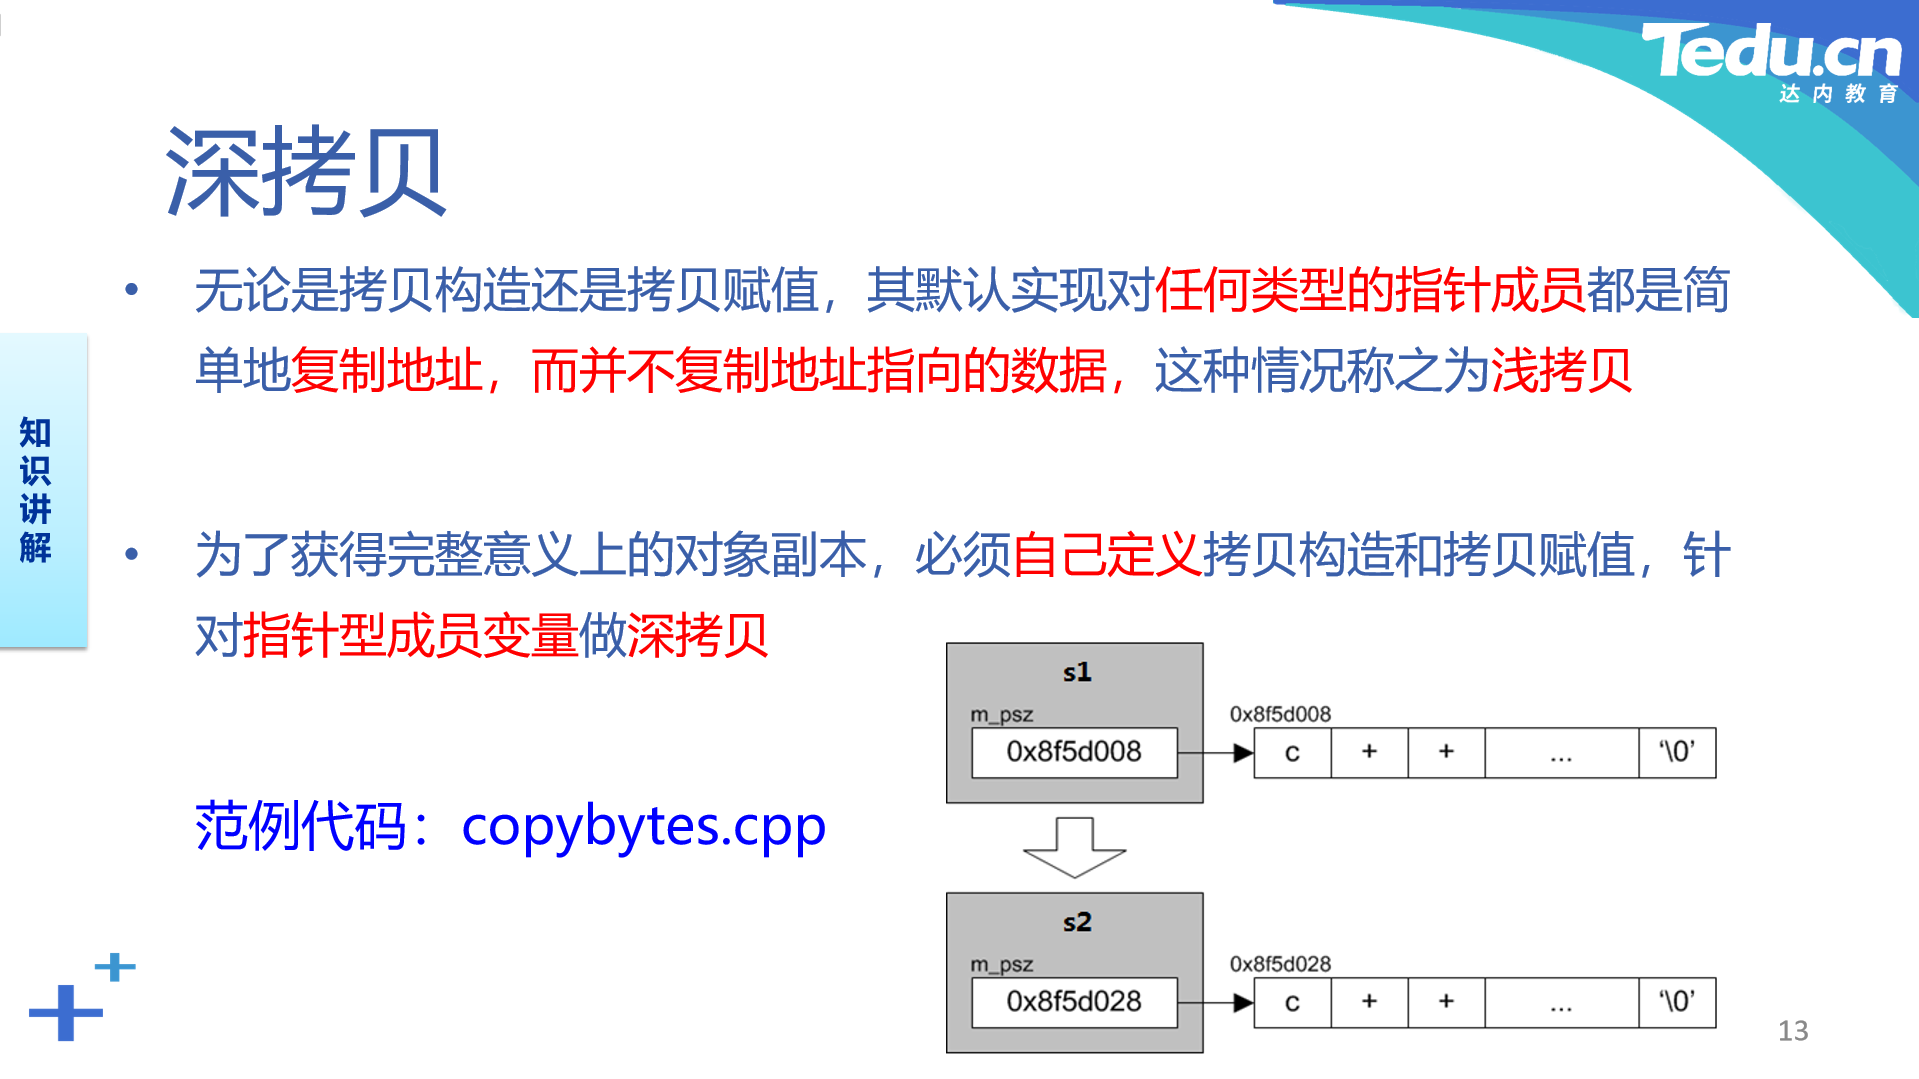 Tedu.cn
达内教育
深拷贝
• 无论是拷贝构造还是拷贝赋值，其默认实现对任何类型的指针成员都是简
单地复制地址，而并不复制地址指向的数据，这种情况称之为浅拷贝
知识讲解
• 为了获得完整意义上的对象副本，必须自己定义拷贝构造和拷贝赋值，针
对指针型成员变量做深拷贝
范例代码：copybytes.cpp
s1
m_psz
0x8f5d008
0x8f5d008
c + + ... '\0'
s2
m_psz
0x8f5d028
0x8f5d028
c + + ... '\0'
13